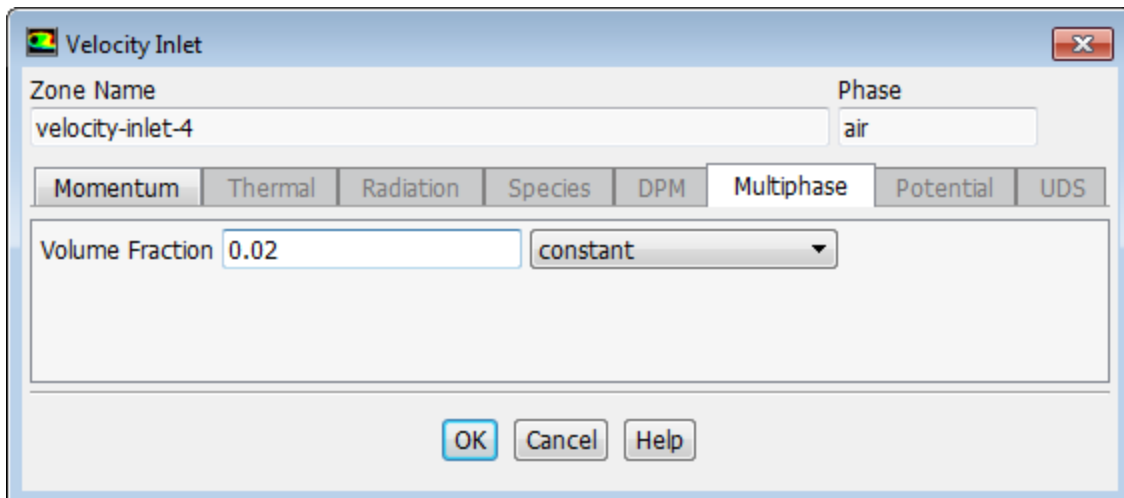 Velocity Inlet
Zone Name Phase
velocity-inlet-4 air
Momentum Thermal Radiation Species DPM Multiphase Potential UDS
Volume Fraction 0.02 constant
OK Cancel Help